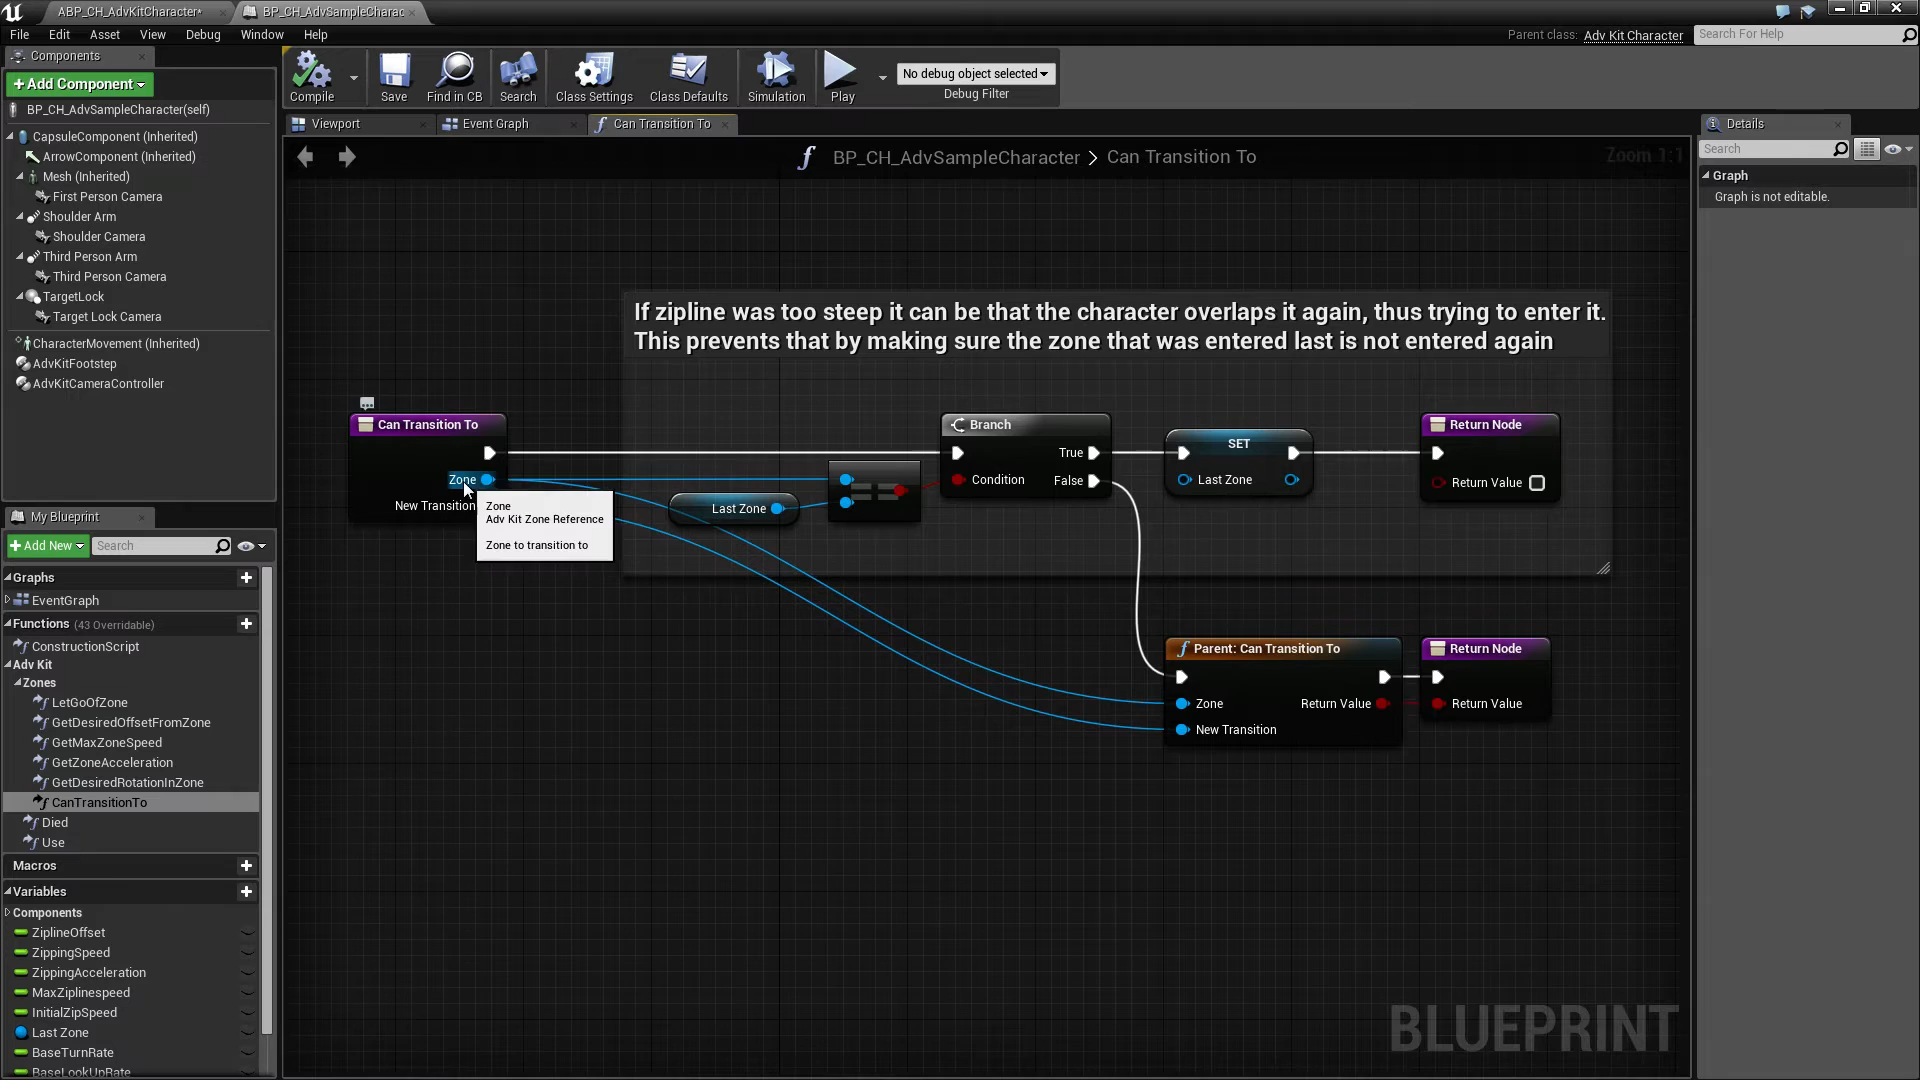 ABP_CH_AdvKitCharacter*
BP_CH_AdvSampleCharac
File Edit Asset View Debug Window Help
Parent class: Adv Kit Character
Search For Help
Components
+Add Component
BP_CH_AdvSampleCharacter(self)
CapsuleComponent (Inherited)
ArrowComponent (Inherited)
Mesh (Inherited)
First Person Camera
Shoulder Arm
Shoulder Camera
Third Person Arm
Third Person Camera
TargetLock
Target Lock Camera
CharacterMovement (Inherited)
AdvKitFootstep
AdvKitCameraController
Compile
Save
Find in CB
Search
Class Settings
Class Defaults
Simulation
Play
No debug object selected
Debug Filter
Viewport
Event Graph
Can Transition To
BP_CH_AdvSampleCharacter > Can Transition To
Zoom 1:1
If zipline was too steep it can be that the character overlaps it again, thus trying to enter it.
This prevents that by making sure the zone that was entered last is not entered again
Can Transition To
Zone
New Transition
Zone
Adv Kit Zone Reference
Zone to transition to
Last Zone
Branch
True
Condition
False
SET
Last Zone
Return Node
Return Value
Parent: Can Transition To
Zone
Return Value
New Transition
Return Node
Return Value
BLUEPRINT
My Blueprint
+Add New
Search
Graphs
EventGraph
Functions (43 Overridable)
ConstructionScript
Adv Kit
Zones
LetGoOfZone
GetDesiredOffsetFromZone
GetMaxZoneSpeed
GetZoneAcceleration
GetDesiredRotationInZone
CanTransitionTo
Died
Use
Macros
Variables
Components
ZiplineOffset
ZippingSpeed
ZippingAcceleration
MaxZiplinespeed
InitialZipSpeed
Last Zone
BaseTurnRate
BaseLookUpRate
Details
Search
Graph
Graph is not editable.